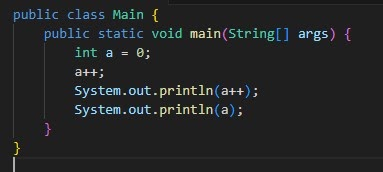 public class Main {
    public static void main(String[] args) {
        int a = 0;
        a++;
        System.out.println(a++);
        System.out.println(a);
    }
}